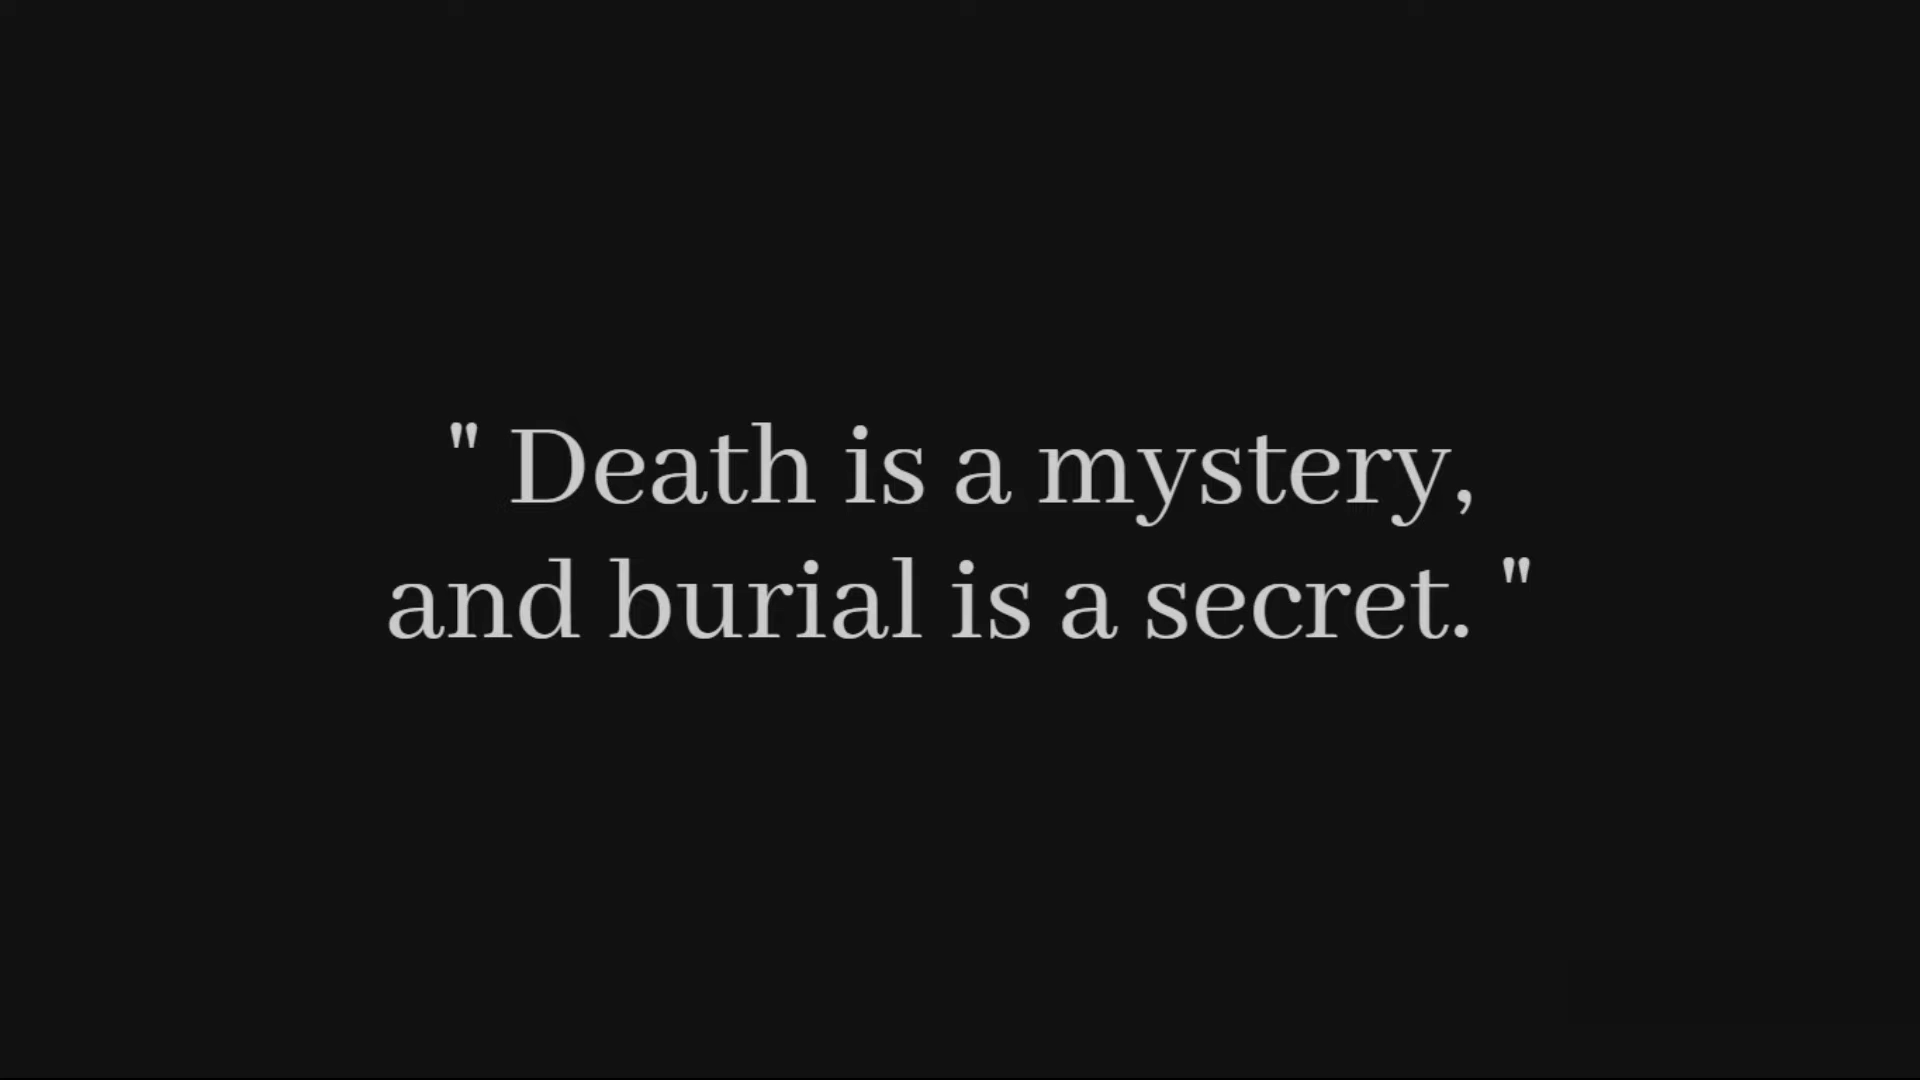 " Death is a mystery,
and burial is a secret. "